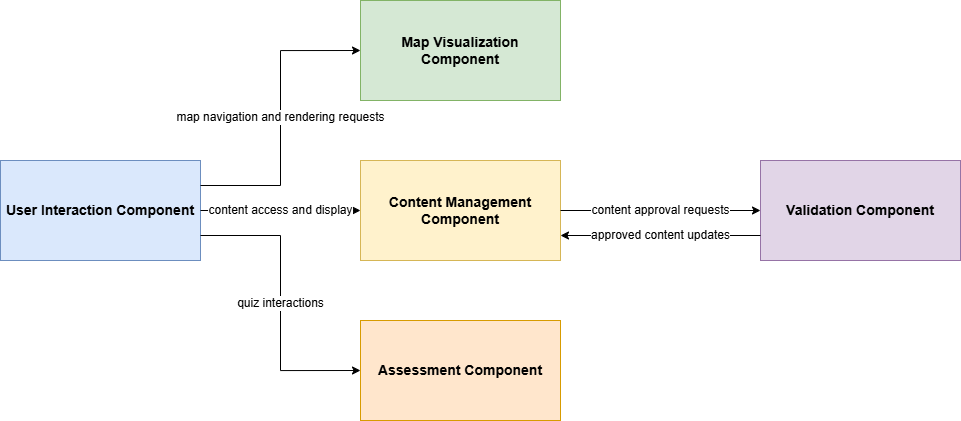 Map Visualization
Component
map navigation and rendering requests
User Interaction Component
content access and display
Content Management
Component
content approval requests
approved content updates
Validation Component
quiz interactions
Assessment Component